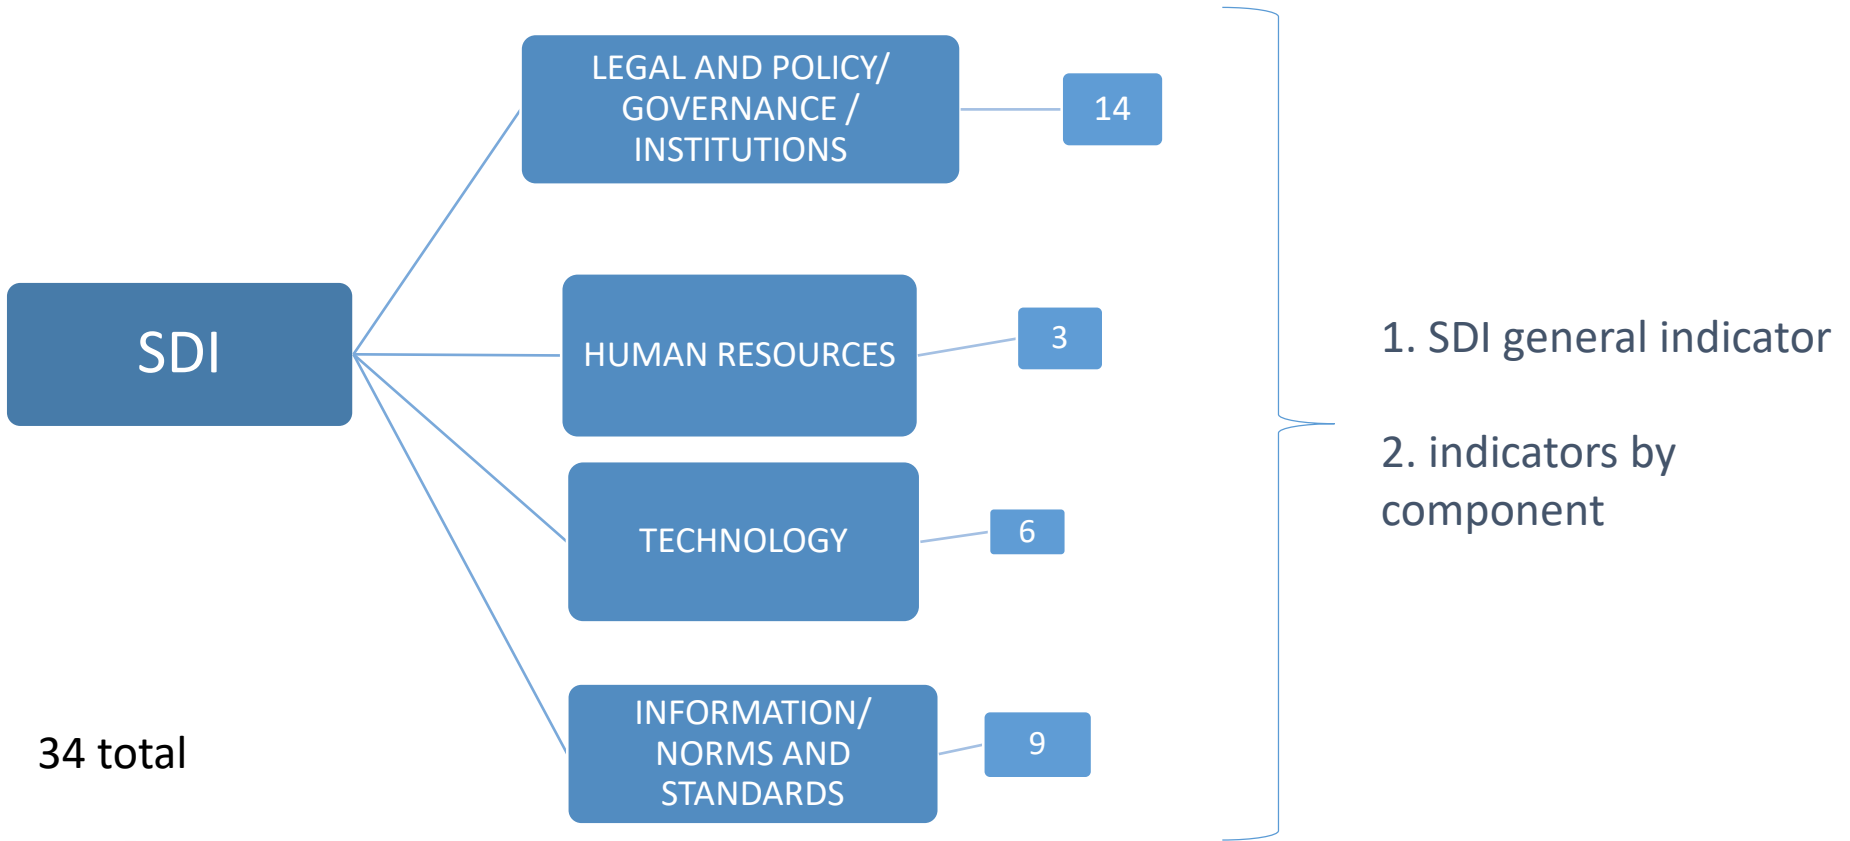 SDI
LEGAL AND POLICY/
GOVERNANCE /
INSTITUTIONS
14
HUMAN RESOURCES
3
TECHNOLOGY
6
INFORMATION/
NORMS AND
STANDARDS
9
34 total
1. SDI general indicator
2. indicators by
component